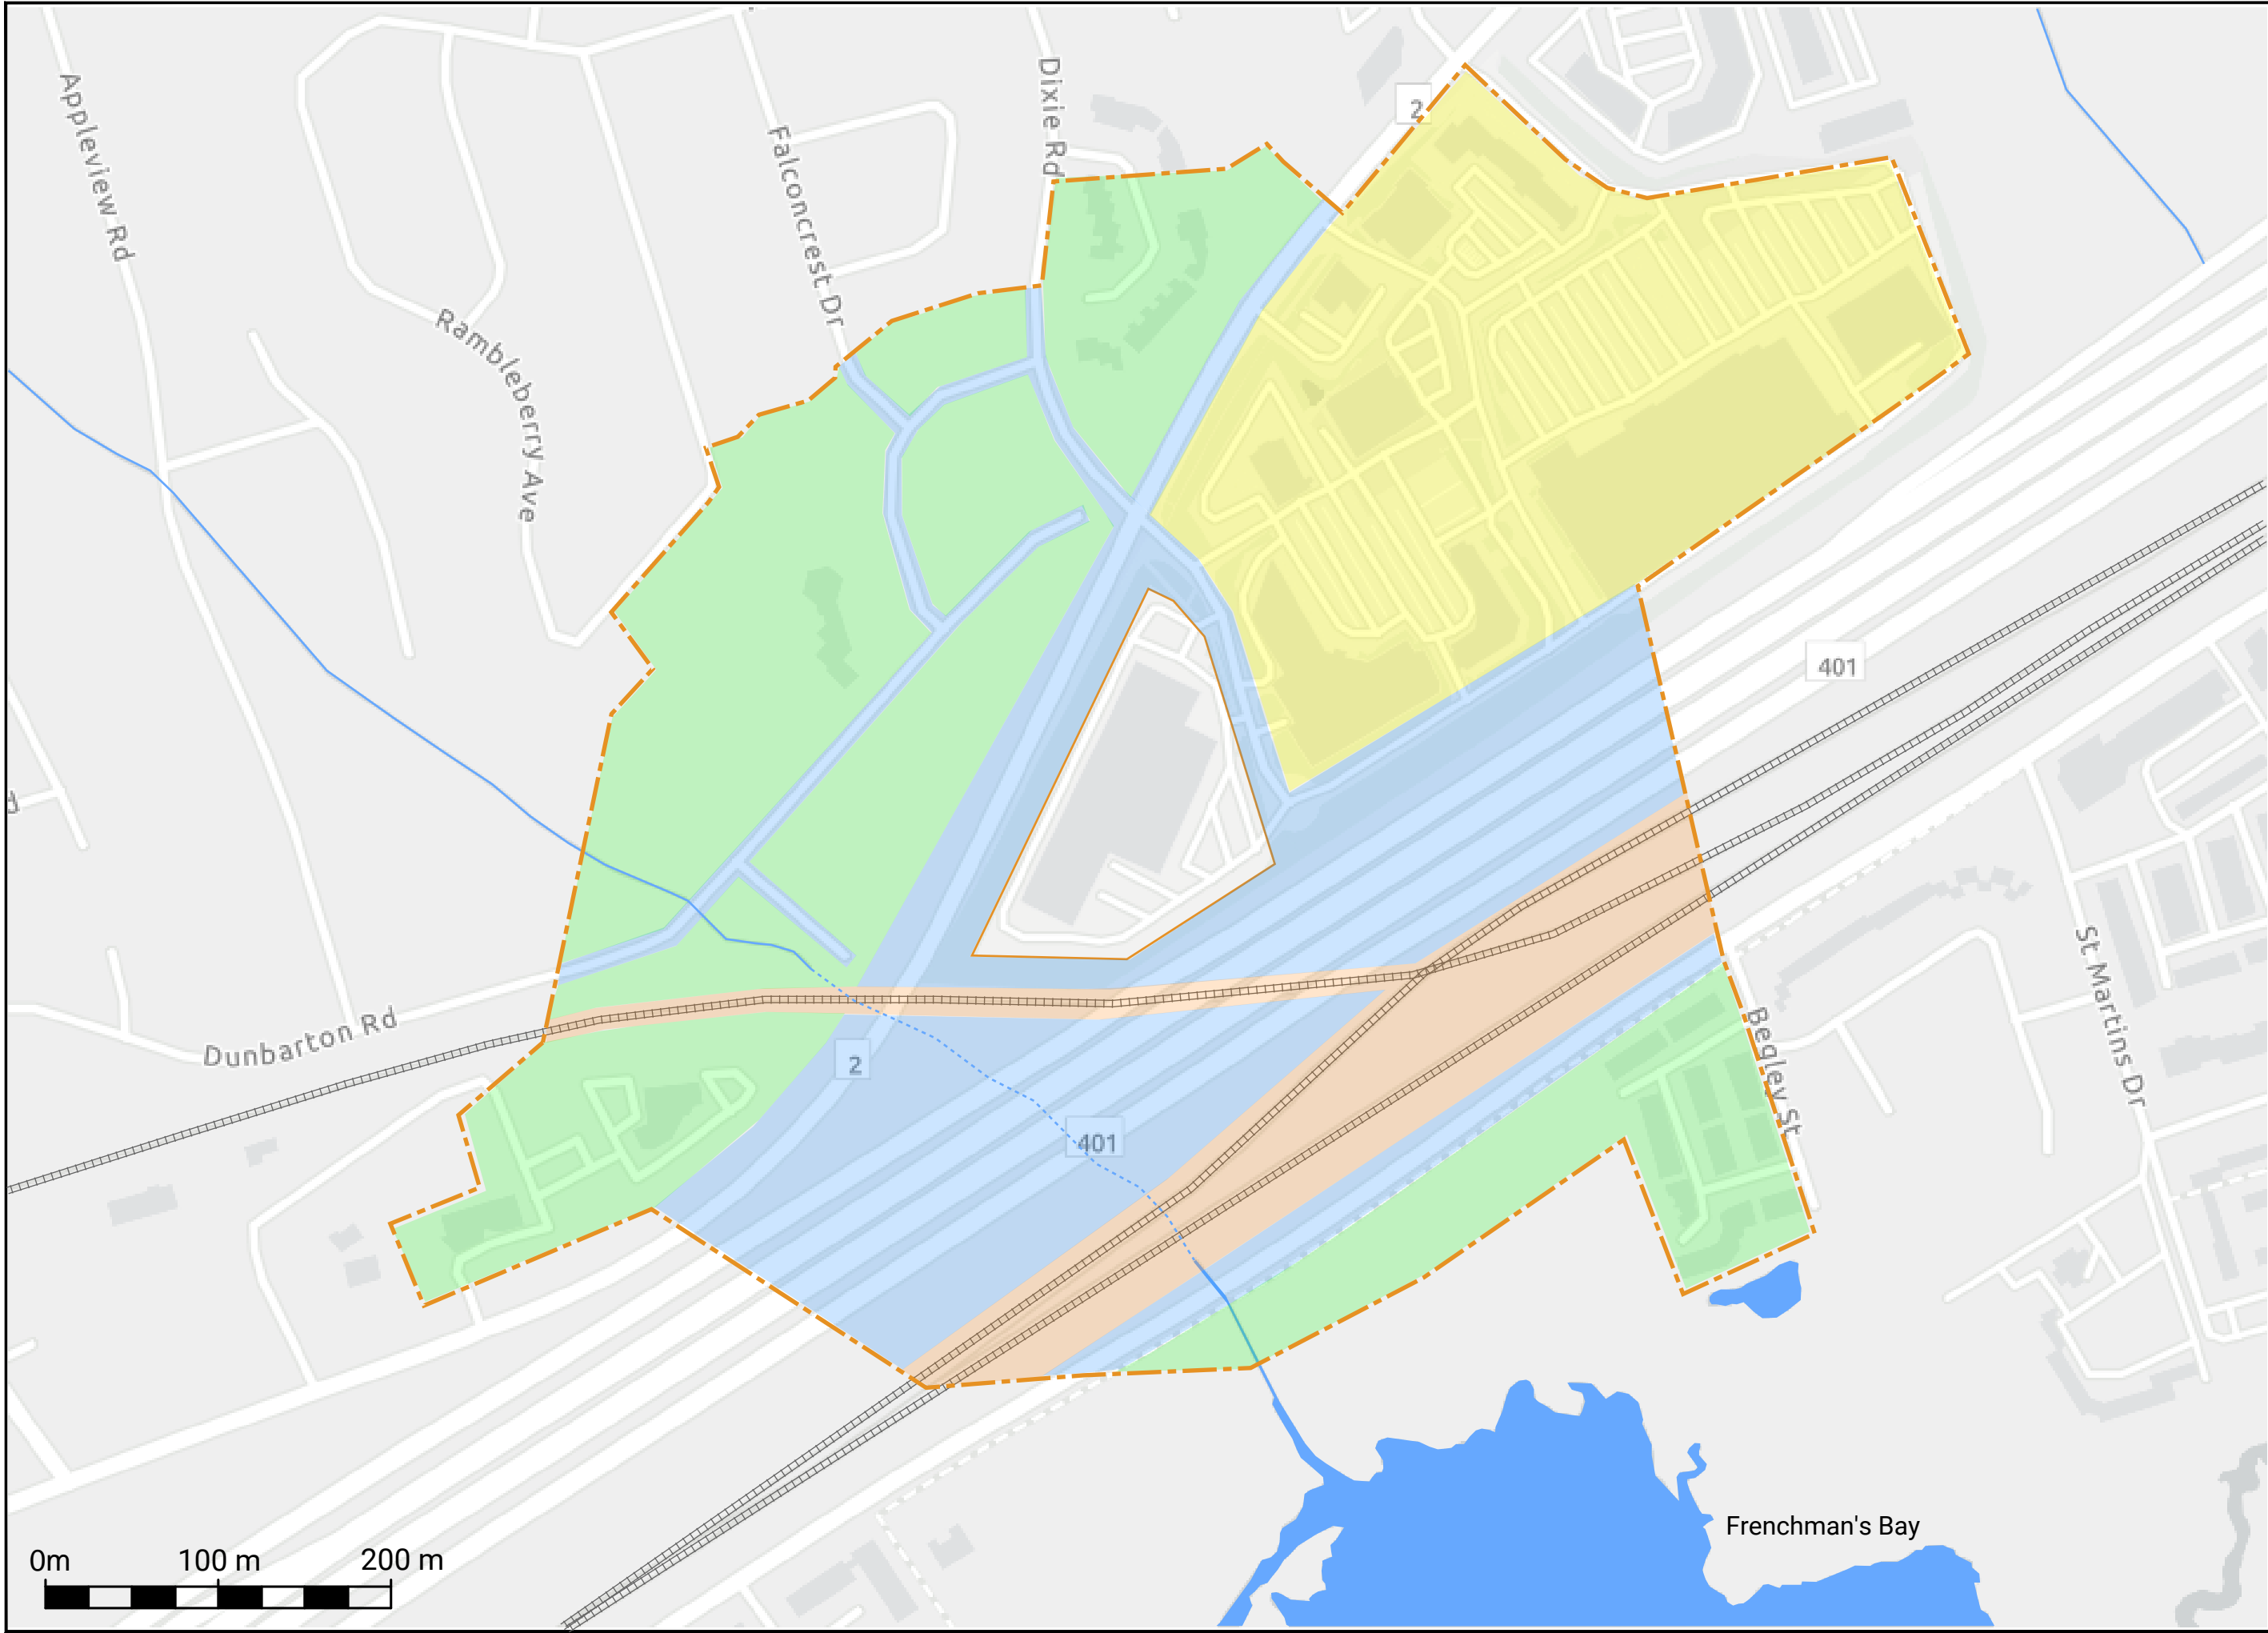 Appleview Rd
Rambleberry Ave
Falconcrest Dr
Dixie Rd
2
401
d
Dunbarton Rd
2
401
Begley St
St Martins Dr
Frenchman's Bay
0m 100 m 200 m